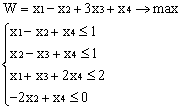 W = x1 − x2 + 3x3 + x4 → max
x1 − x2 + x4 ≤ 1
x2 − x3 + x4 ≤ 1
x1 + x3 + 2x4 ≤ 2
−2x2 + x4 ≤ 0